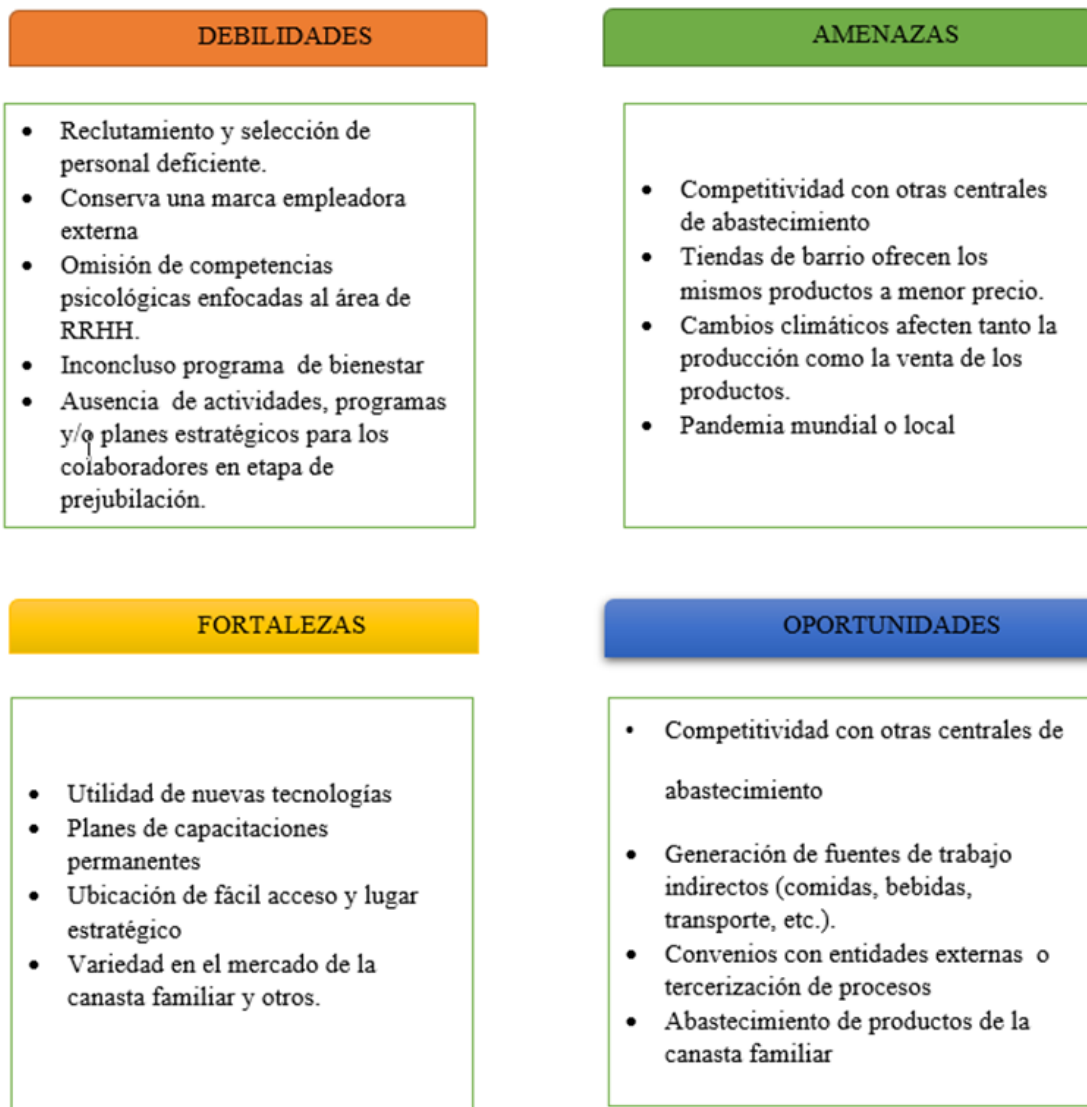 DEBILIDADES
• Reclutamiento y selección de
personal deficiente.
• Conserva una marca empleadora
externa
• Omisión de competencias
psicológicas enfocadas al área de
RRHH.
• Inconcluso programa de bienestar
• Ausencia de actividades, programas
y/o planes estratégicos para los
colaboradores en etapa de
prejubilación.
AMENAZAS
• Competitividad con otras centrales
de abastecimiento
• Tiendas de barrio ofrecen los
mismos productos a menor precio.
• Cambios climáticos afecten tanto la
producción como la venta de los
productos.
• Pandemia mundial o local
FORTALEZAS
• Utilidad de nuevas tecnologías
• Planes de capacitaciones
permanentes
• Ubicación de fácil acceso y lugar
estratégico
• Variedad en el mercado de la
canasta familiar y otros.
OPORTUNIDADES
• Competitividad con otras centrales de
abastecimiento
• Generación de fuentes de trabajo
indirectos (comidas, bebidas,
transporte, etc.).
• Convenios con entidades externas o
tercerización de procesos
• Abastecimiento de productos de la
canasta familiar